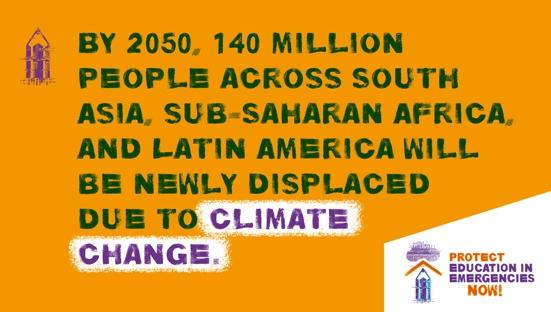 BY 2050, 140 MILLION
PEOPLE ACROSS SOUTH
ASIA, SUB-SAHARAN AFRICA,
AND LATIN AMERICA WILL
BE NEWLY DISPLACED
DUE TO CLIMATE
CHANGE.
PROTECT
EDUCATION IN
EMERGENCIES
NOW!